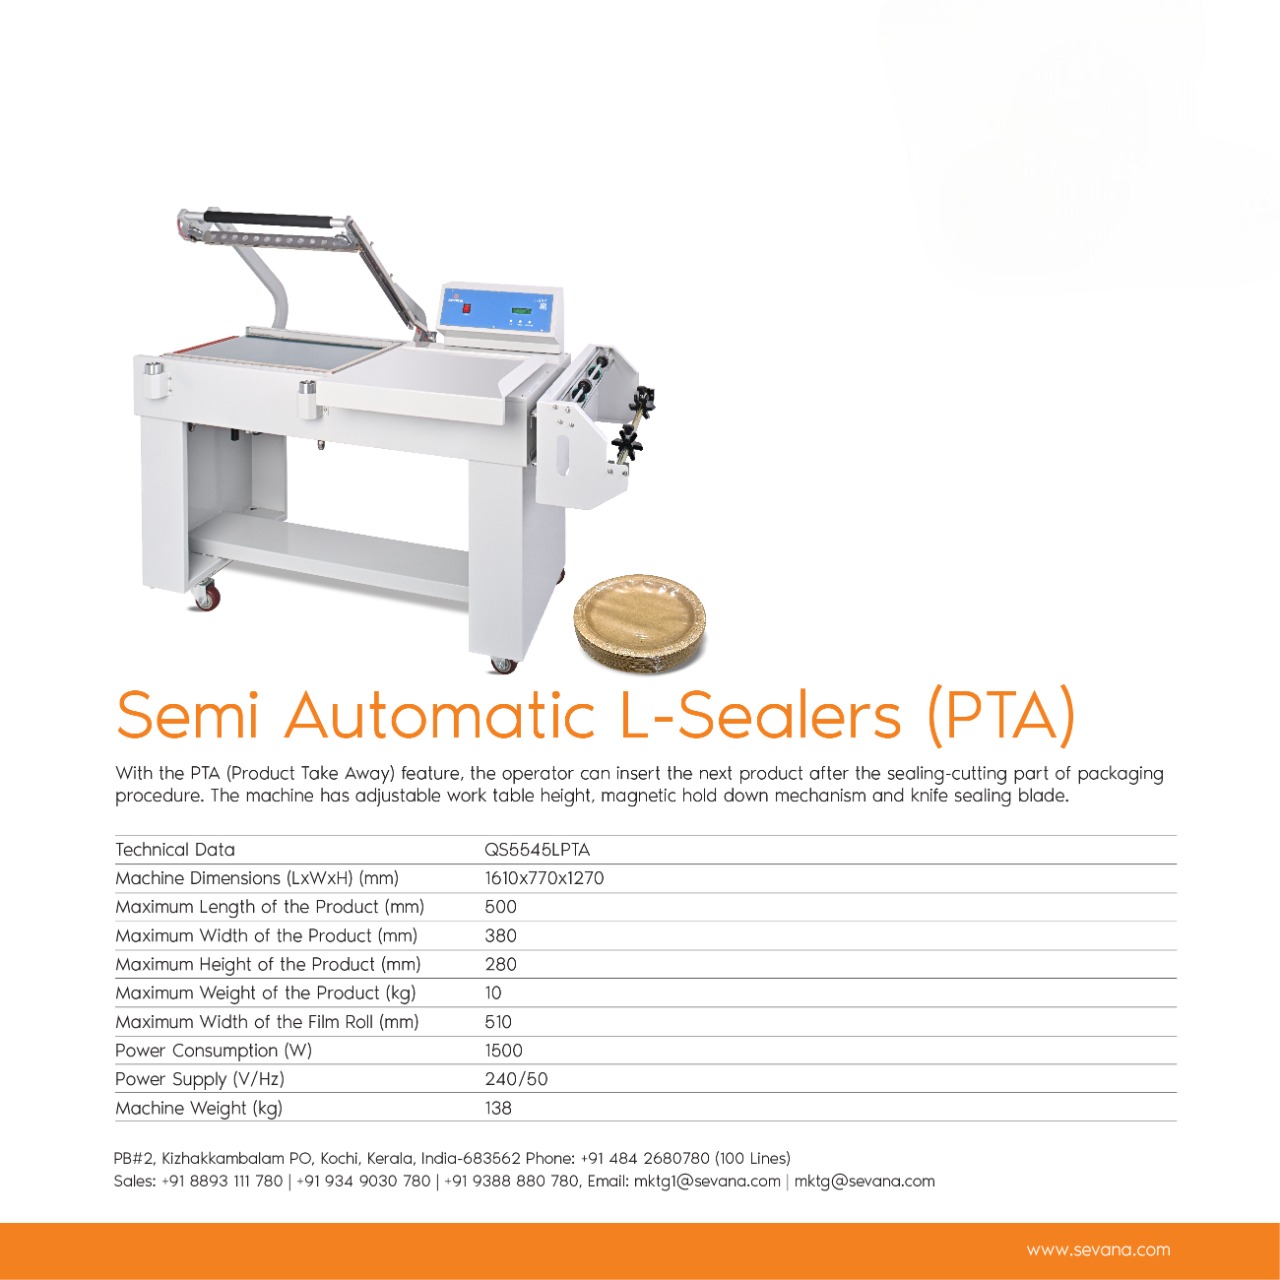 Semi Automatic L-Sealers (PTA)
With the PTA (Product Take Away) feature, the operator can insert the next product after the sealing-cutting part of packaging
procedure. The machine has adjustable work table height, magnetic hold down mechanism and knife sealing blade.
Technical Data QS5545LPTA
Machine Dimensions (LxWxH) (mm) 1610x770x1270
Maximum Length of the Product (mm) 500
Maximum Width of the Product (mm) 380
Maximum Height of the Product (mm) 280
Maximum Weight of the Product (kg) 10
Maximum Width of the Film Roll (mm) 510
Power Consumption (W) 1500
Power Supply (V/Hz) 240/50
Machine Weight (kg) 138
PB#2, Kizhakkambalam PO, Kochi, Kerala, India-683562 Phone: +91 484 2680780 (100 Lines)
Sales: +91 8893 111 780 | +91 934 9030 780 | +91 9388 880 780, Email: mktg1@sevana.com | mktg@sevana.com
www.sevana.com